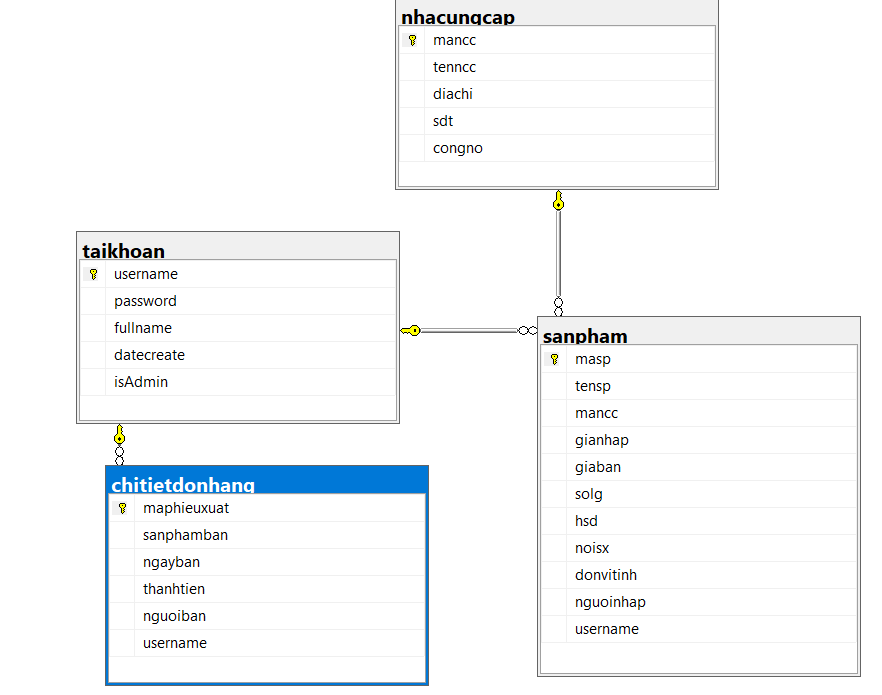 nhacungcap
mancc
tenncc
diachi
sdt
congno
taikhoan
username
password
fullname
datecreate
isAdmin
sanpham
masp
tensp
mancc
gianhap
giaban
solg
hsd
noisx
donvitinh
nguoinhap
username
chitietdonhang
maphieuxuat
sanphamban
ngayban
thanhtien
nguoiban
username